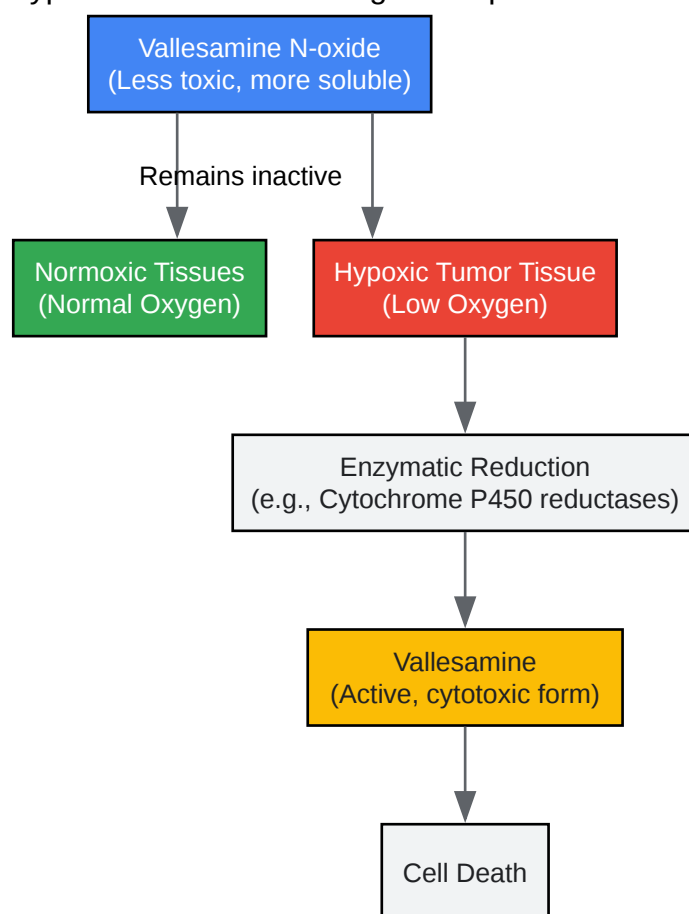 Vallesamine N-oxide
(Less toxic, more soluble)
Remains inactive
Normoxic Tissues
(Normal Oxygen)
Hypoxic Tumor Tissue
(Low Oxygen)
Enzymatic Reduction
(e.g., Cytochrome P450 reductases)
Vallesamine
(Active, cytotoxic form)
Cell Death